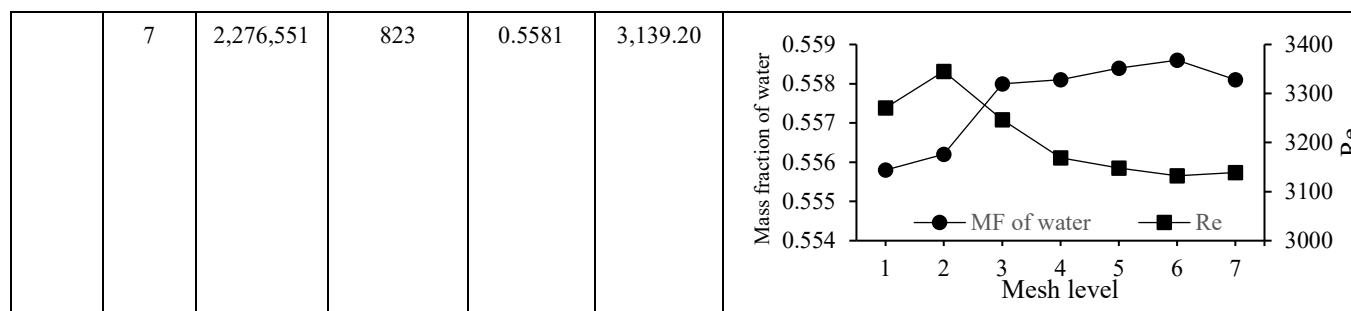 7 2,276,551 823 0.5581 3,139.20
Mass fraction of water
0.559
0.558
0.557
0.556
0.555
0.554
3400
3300
3200
3100
3000
Re
MF of water Re
1 2 3 4 5 6 7
Mesh level